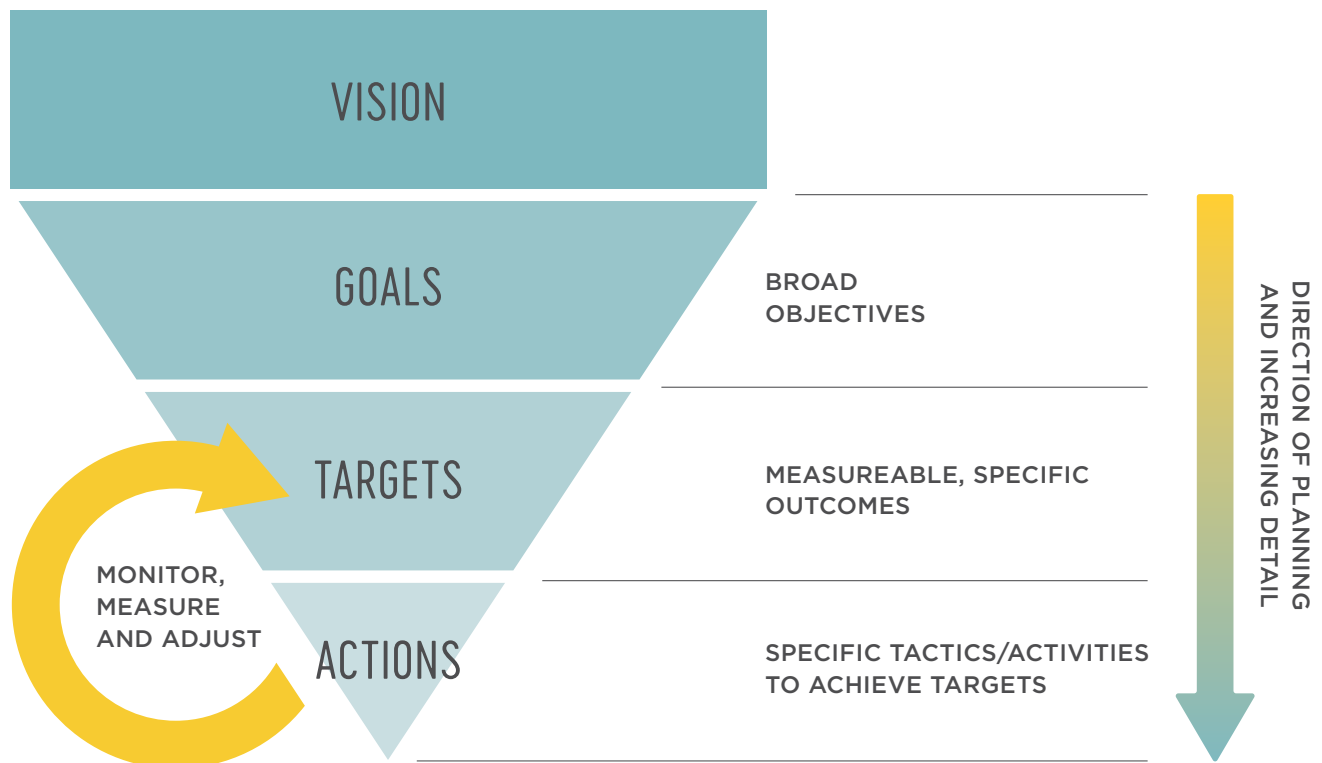 VISION
GOALS
BROAD
OBJECTIVES
TARGETS
MEASUREABLE, SPECIFIC
OUTCOMES
MONITOR,
MEASURE
AND ADJUST
ACTIONS
SPECIFIC TACTICS/ACTIVITIES
TO ACHIEVE TARGETS
DIRECTION OF PLANNING
AND INCREASING DETAIL